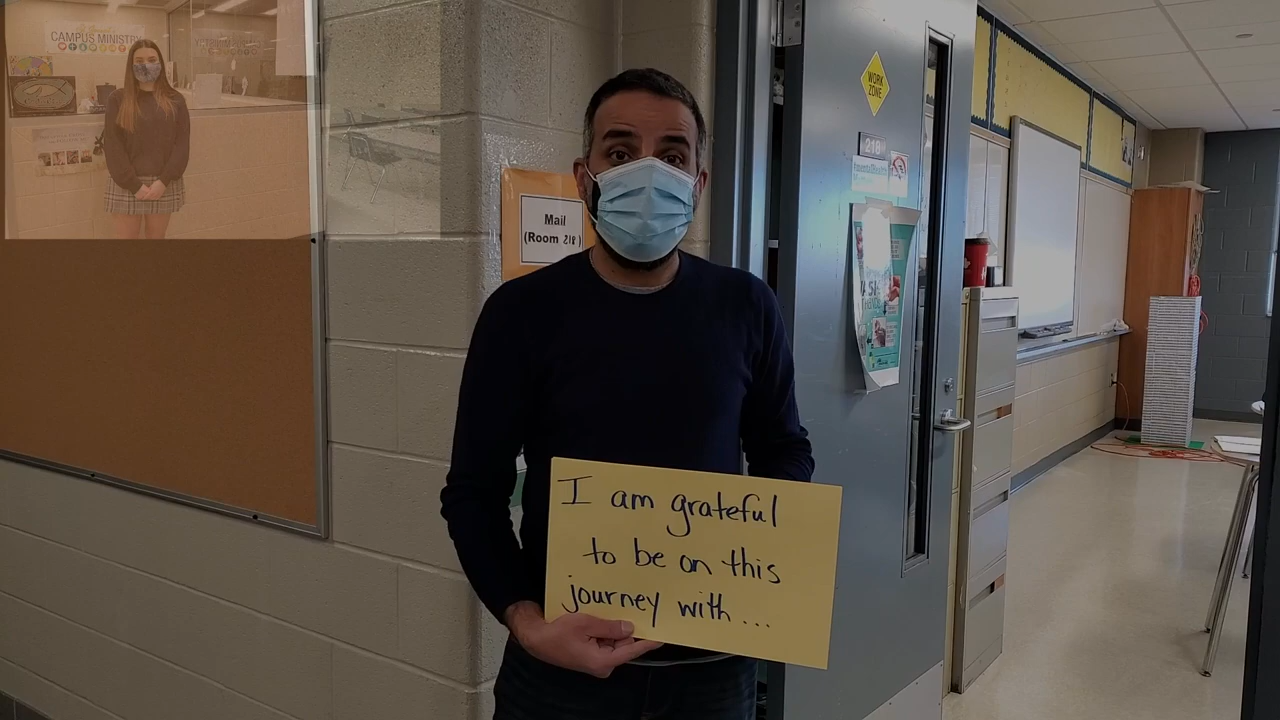 CAMPUS MINISTRY
WORK
ZONE
218
Mail
(Room 218)
I am grateful
to be on this
journey with...